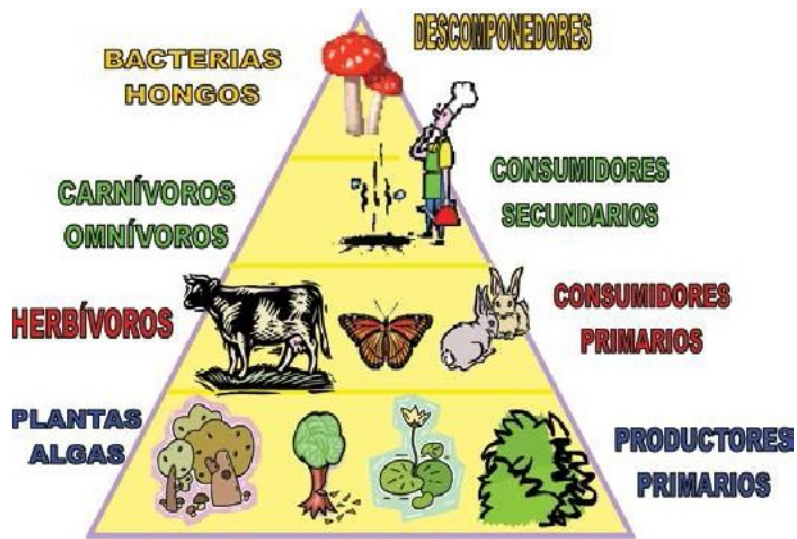 DESCOMPONEDORES
BACTERIAS
HONGOS
CARNÍVOROS
OMNÍVOROS
CONSUMIDORES
SECUNDARIOS
HERBÍVOROS
CONSUMIDORES
PRIMARIOS
PLANTAS
ALGAS
PRODUCTORES
PRIMARIOS